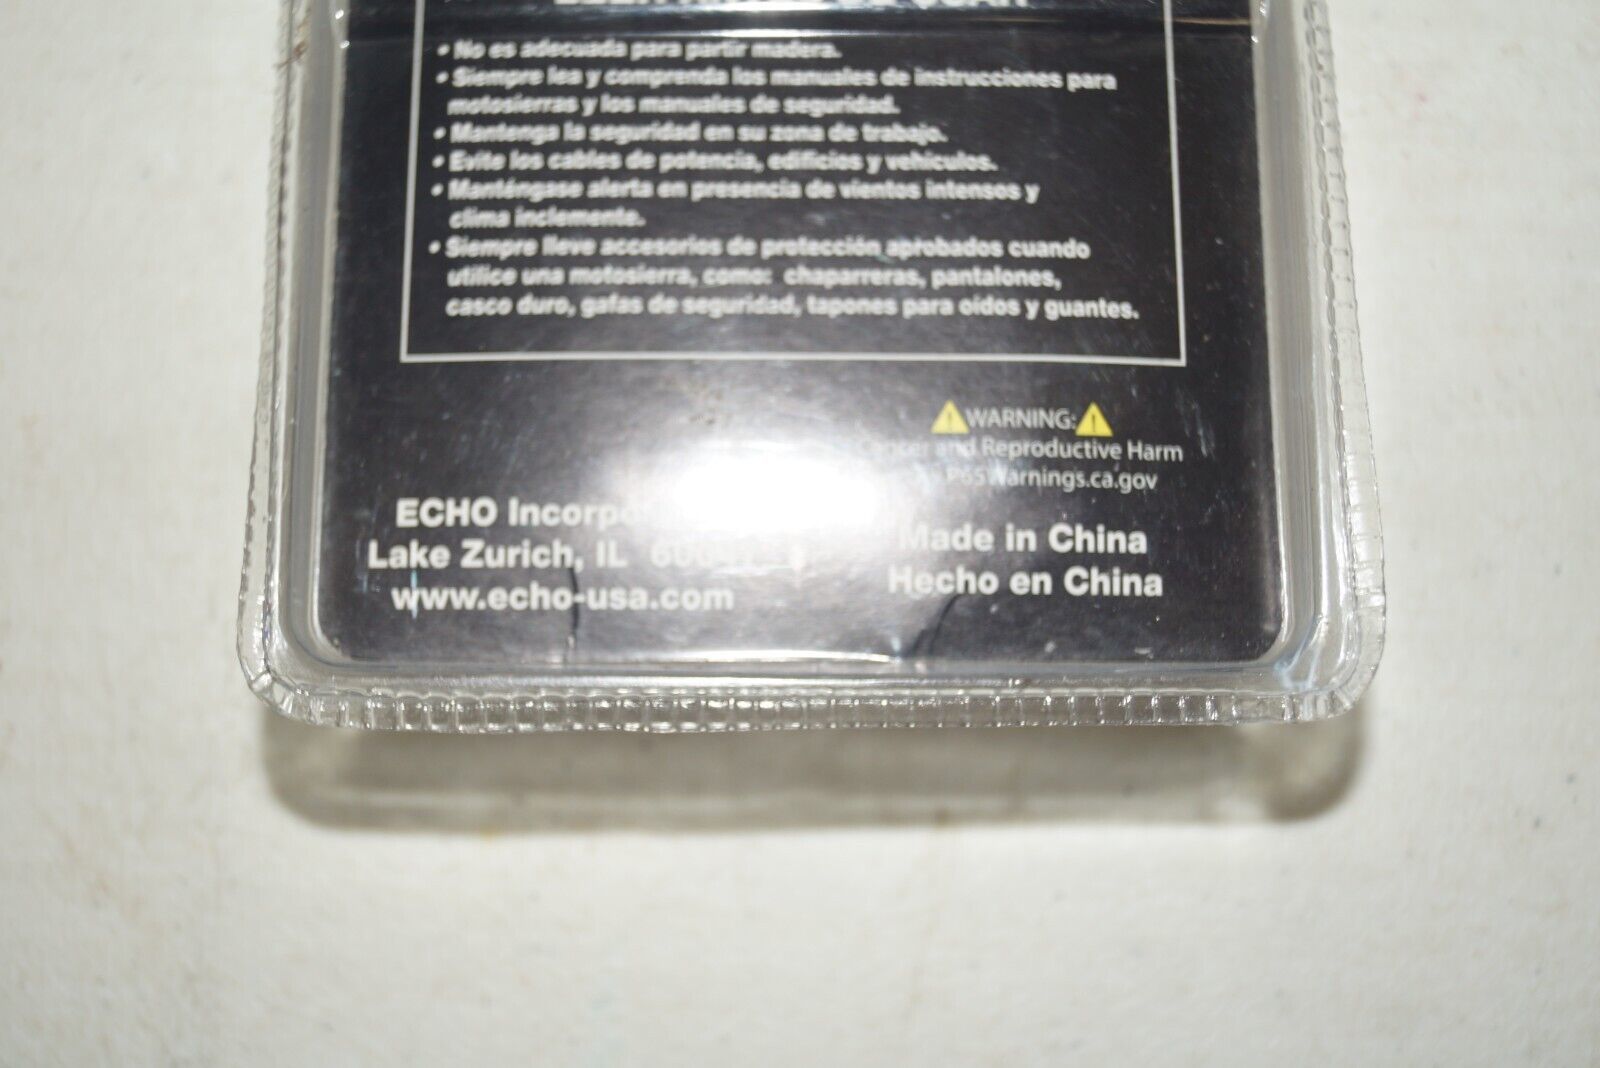 • No es adecuada para partir madera.
• Siempre lea y comprenda los manuales de instrucciones para
motosierras y los manuales de seguridad.
• Mantenga la seguridad en su zona de trabajo.
• Evite los cables de potencia, edificios y vehículos.
• Manténgase alerta en presencia de vientos intensos y
clima inclemente.
• Siempre lleve accesorios de protección aprobados cuando
utilice una motosierra, como: chaparreras, pantalones,
casco duro, gafas de seguridad, tapones para oídos y guantes.
WARNING:
Cancer and Reproductive Harm
P65Warnings.ca.gov
ECHO
Lake Zurich, IL
www.echo-usa.com
Made in China
Hecho en China